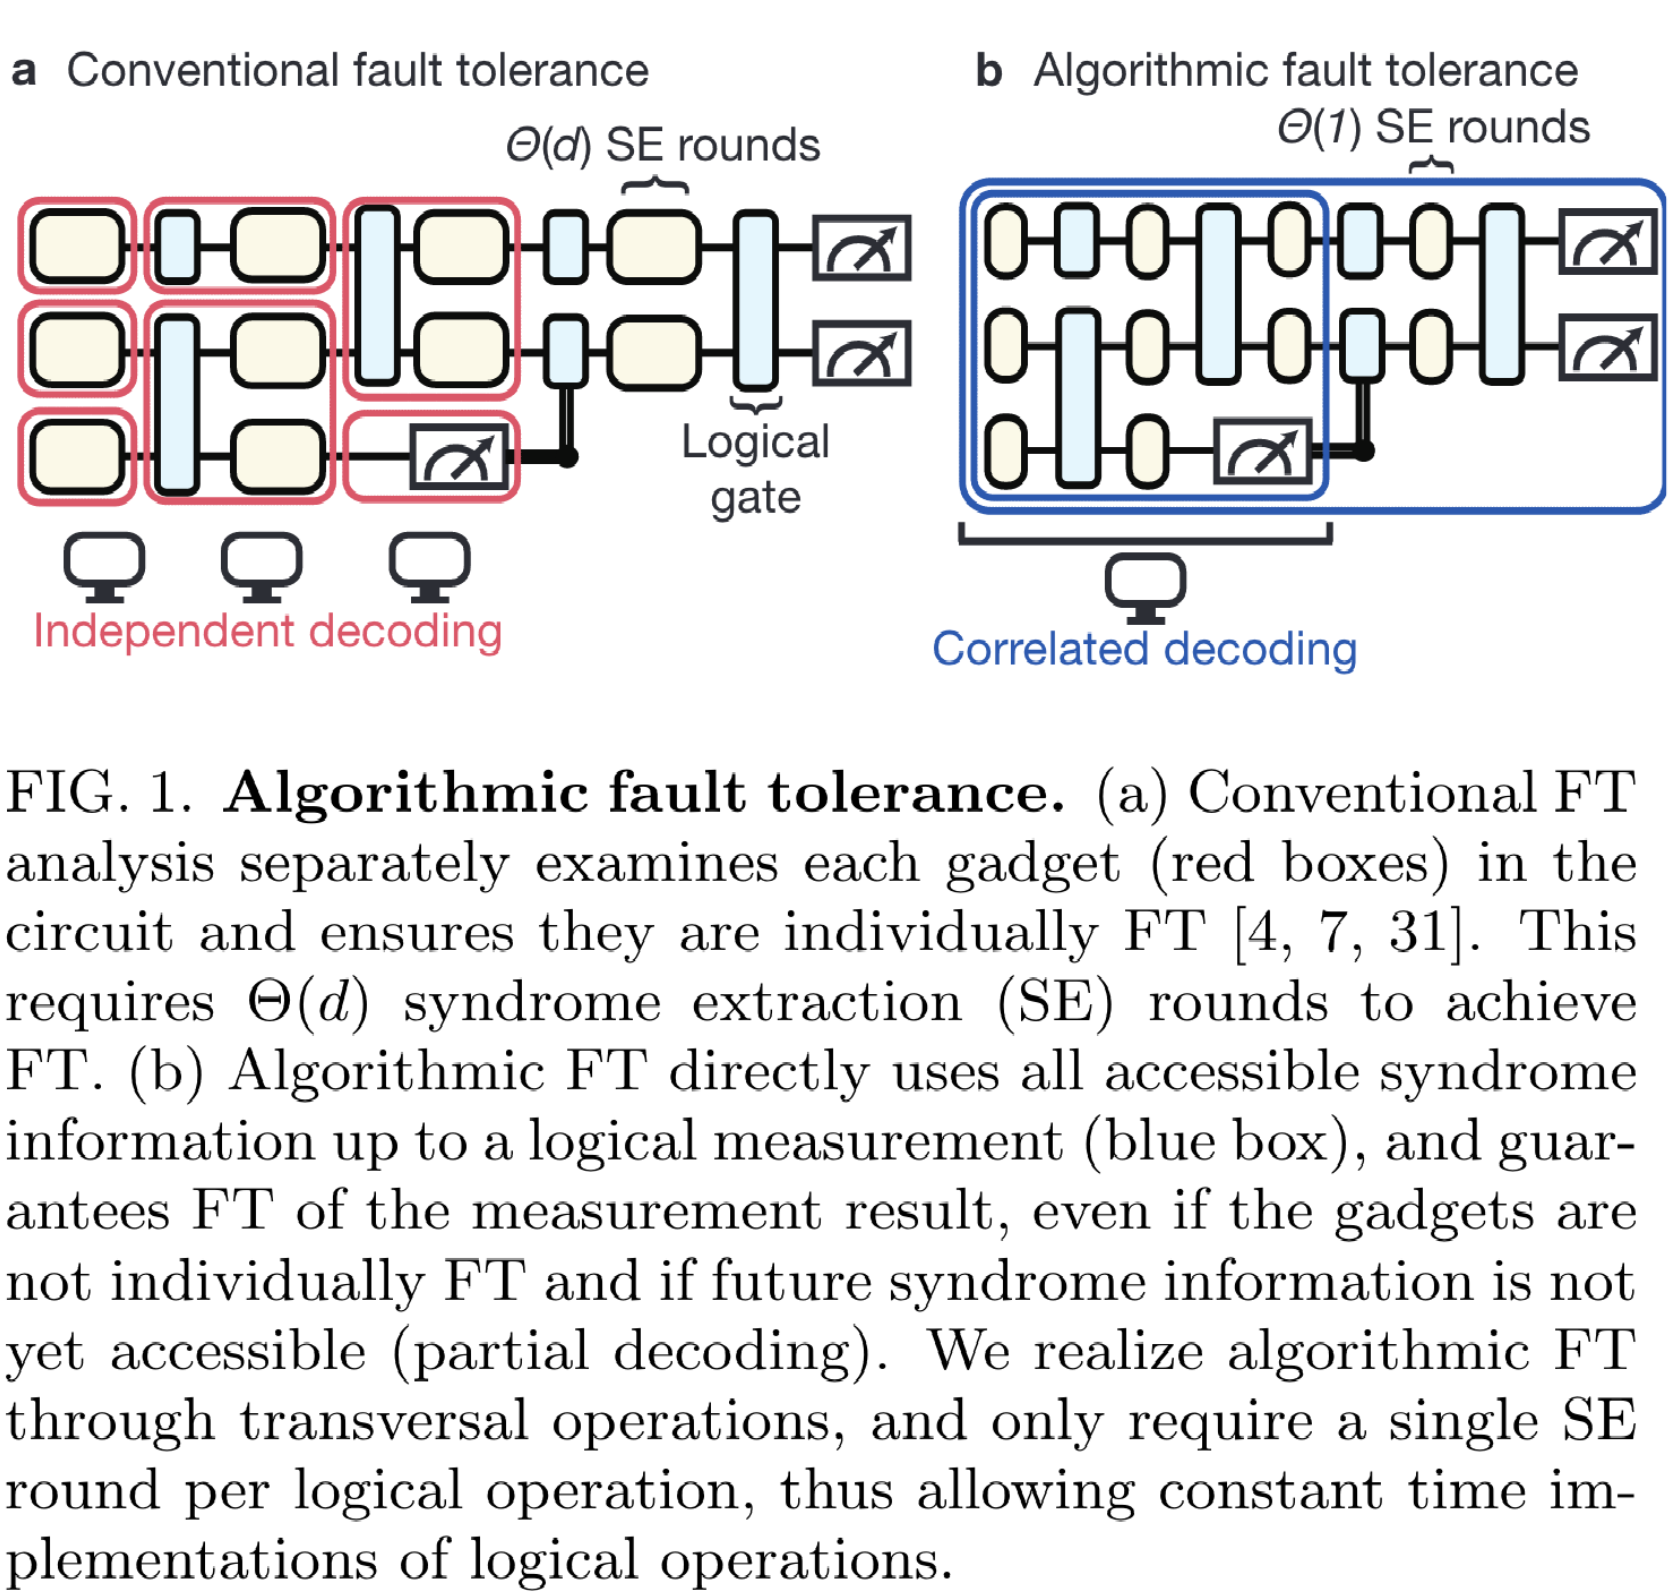 a Conventional fault tolerance
Θ(d) SE rounds
Logical
gate
Independent decoding
b Algorithmic fault tolerance
Θ(1) SE rounds
Correlated decoding
FIG. 1. Algorithmic fault tolerance. (a) Conventional FT
analysis separately examines each gadget (red boxes) in the
circuit and ensures they are individually FT [4, 7, 31]. This
requires Θ(d) syndrome extraction (SE) rounds to achieve
FT. (b) Algorithmic FT directly uses all accessible syndrome
information up to a logical measurement (blue box), and guar-
antees FT of the measurement result, even if the gadgets are
not individually FT and if future syndrome information is not
yet accessible (partial decoding). We realize algorithmic FT
through transversal operations, and only require a single SE
round per logical operation, thus allowing constant time im-
plementations of logical operations.